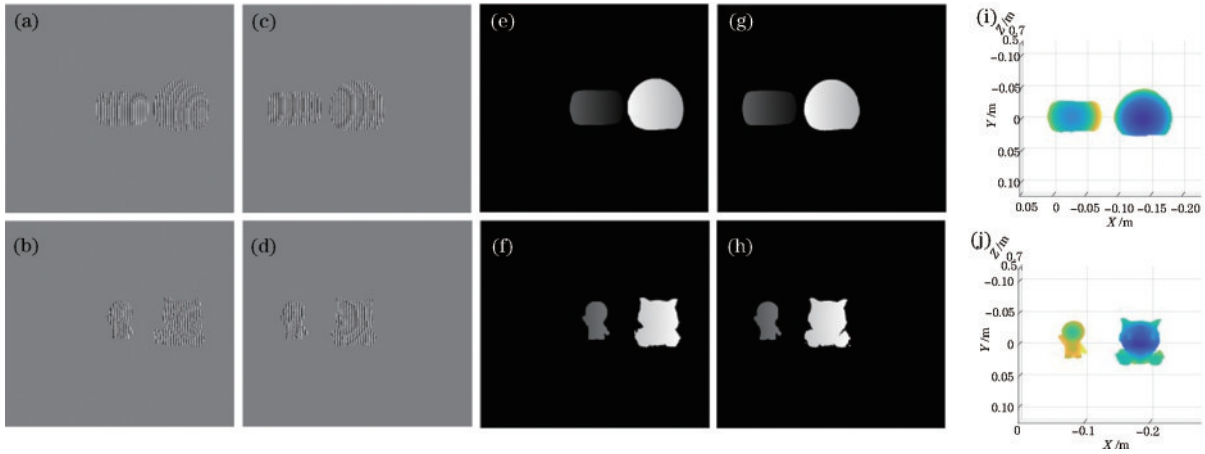 (a)
(c)
(e)
(g)
(i)
Z/m
0.7
0.5
-0.10
-0.05
0
0.05
0.10
Y/m
0.05 0 -0.05 -0.10 -0.15 -0.20
X/m
(b)
(d)
(f)
(h)
(j)
Z/m
0.7
0.5
-0.10
-0.05
0
0.05
0.10
Y/m
0 -0.1 -0.2
X/m